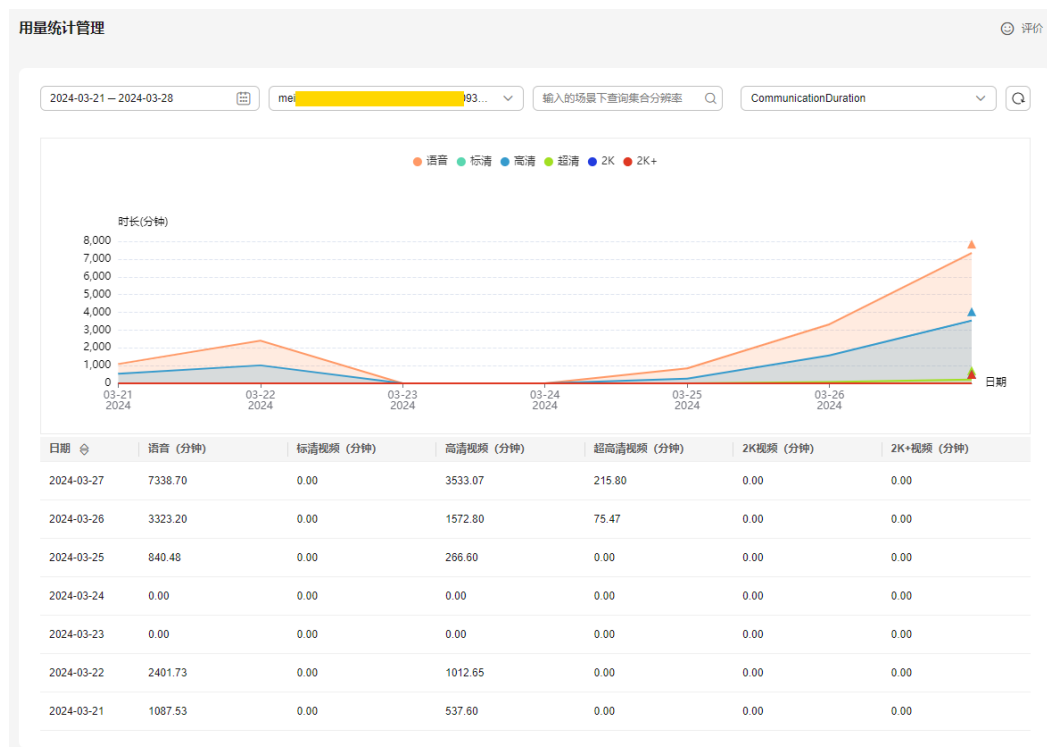 用量统计管理
评价
2024-03-21 — 2024-03-28
mei
93...
输入的场景下查询集合分辨率
CommunicationDuration
语音 标清 高清 超清 2K 2K+
时长(分钟)
8,000
7,000
6,000
5,000
4,000
3,000
2,000
1,000
0
日期
03-21 03-22 03-23 03-24 03-25 03-26
2024 2024 2024 2024 2024 2024
日期 语音（分钟） 标清视频（分钟） 高清视频（分钟） 超高清视频（分钟） 2K视频（分钟） 2K+视频（分钟）
2024-03-27 7338.70 0.00 3533.07 215.80 0.00 0.00
2024-03-26 3323.20 0.00 1572.80 75.47 0.00 0.00
2024-03-25 840.48 0.00 266.60 0.00 0.00 0.00
2024-03-24 0.00 0.00 0.00 0.00 0.00 0.00
2024-03-23 0.00 0.00 0.00 0.00 0.00 0.00
2024-03-22 2401.73 0.00 1012.65 0.00 0.00 0.00
2024-03-21 1087.53 0.00 537.60 0.00 0.00 0.00